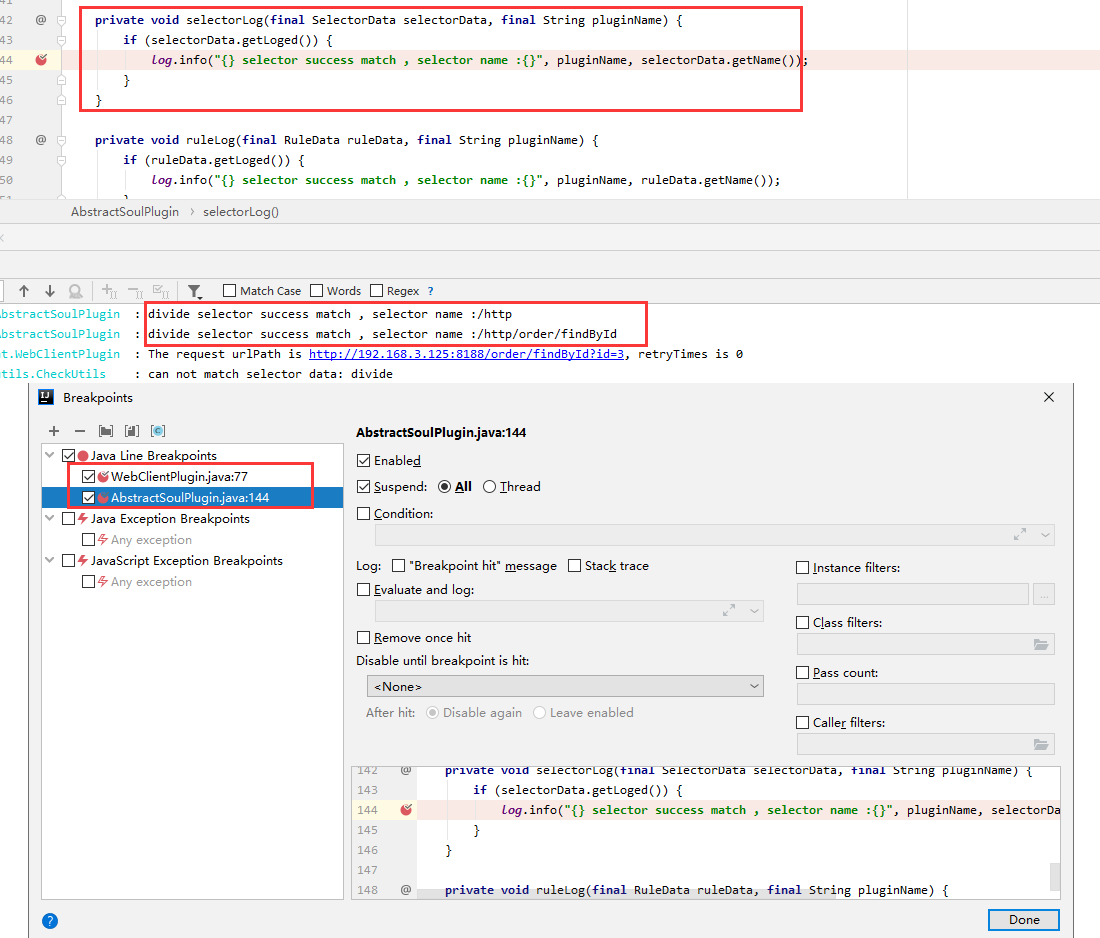 42 @ private void selectorLog(final SelectorData selectorData, final String pluginName) {
43 if (selectorData.getLoged()) {
44 log.info("{} selector success match , selector name :{}", pluginName, selectorData.getName());
45 }
46 }
47
48 @ private void ruleLog(final RuleData ruleData, final String pluginName) {
49 if (ruleData.getLoged()) {
50 log.info("{} selector success match , selector name :{}", pluginName, ruleData.getName());
AbstractSoulPlugin › selectorLog()
Match Case Words Regex ?
AbstractSoulPlugin : divide selector success match , selector name :/http
AbstractSoulPlugin : divide selector success match , selector name :/http/order/findById
nt.WebClientPlugin : The request urlPath is http://192.168.3.125:8188/order/findById?id=3, retryTimes is 0
utils.CheckUtils : can not match selector data: divide
IJ Breakpoints
AbstractSoulPlugin.java:144
Java Line Breakpoints
WebClientPlugin.java:77
AbstractSoulPlugin.java:144
Java Exception Breakpoints
Any exception
JavaScript Exception Breakpoints
Any exception
Enabled
Suspend: All Thread
Condition:
Log: "Breakpoint hit" message Stack trace
Evaluate and log:
Remove once hit
Disable until breakpoint is hit:
<None>
After hit: Disable again Leave enabled
Instance filters:
...
Class filters:
Pass count:
Caller filters:
142 @ private void selectorLog(final SelectorData selectorData, final String pluginName) {
143 if (selectorData.getLoged()) {
144 log.info("{} selector success match , selector name :{}", pluginName, selectorDa
145 }
146 }
147
148 @ private void ruleLog(final RuleData ruleData, final String pluginName) {
? Done